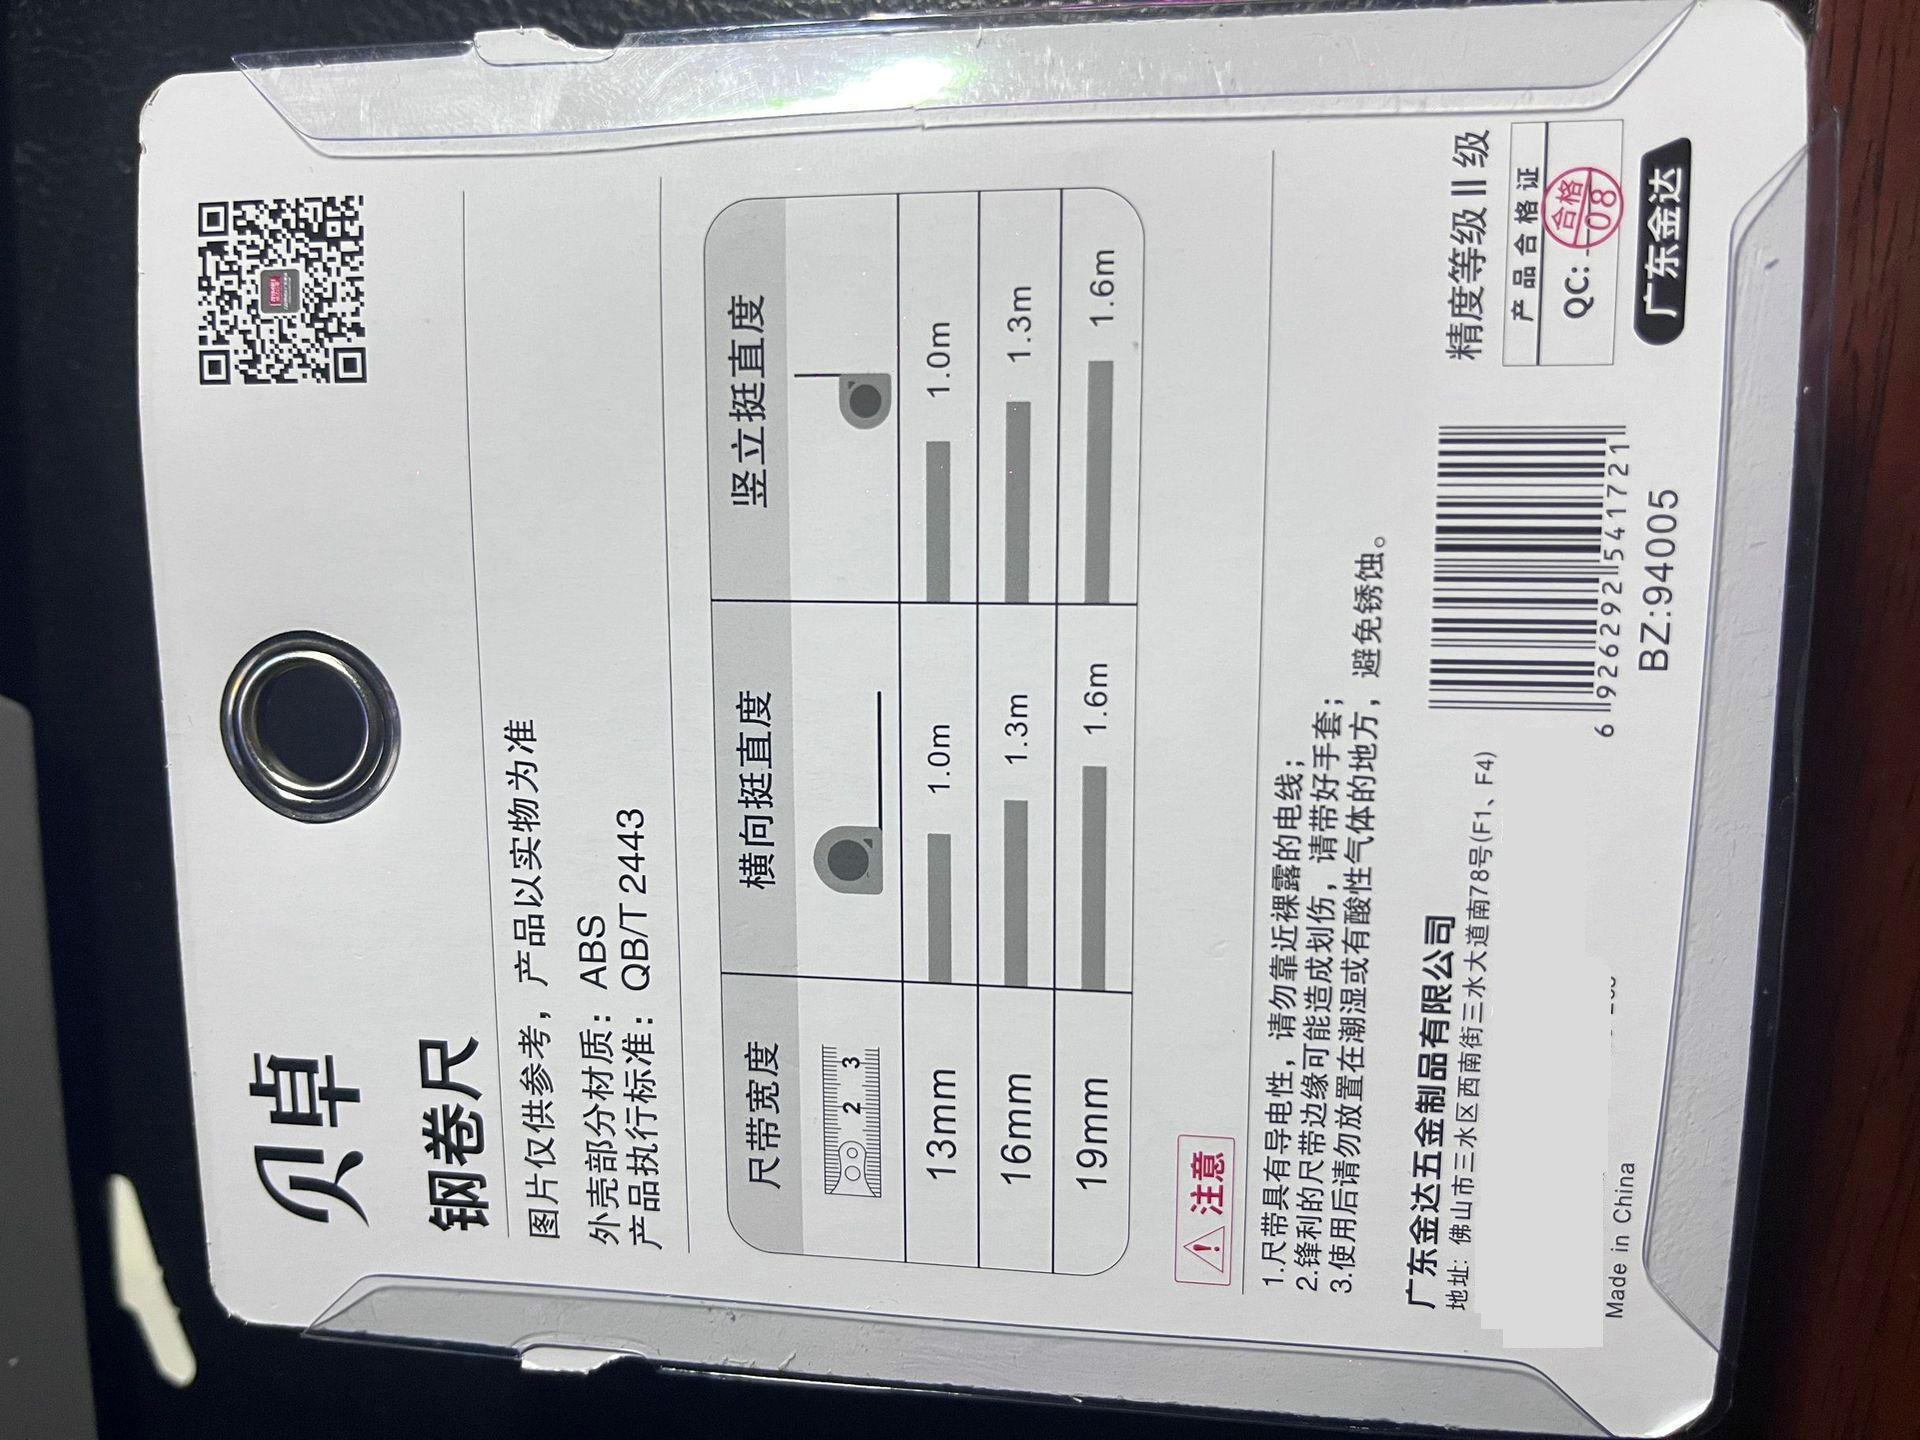 贝卓
钢卷尺
图片仅供参考，产品以实物为准
外壳部分材质：ABS
产品执行标准：QB/T 2443
尺带宽度 横向挺直度 竖立挺直度
2 3
13mm 1.0m 1.0m
16mm 1.3m 1.3m
19mm 1.6m 1.6m
注意
1.尺带具有导电性，请勿靠近裸露的电线；
2.锋利的尺带边缘可能造成划伤，请带好手套；
3.使用后请勿放置在潮湿或有酸性气体的地方，避免锈蚀。
广东金达五金制品有限公司
地址: 佛山市三水区西南街三水大道南78号(F1、F4)
Made in China
6 926292 541721
BZ:94005
精度等级 II 级
产品合格证
QC:
合格
08
广东金达